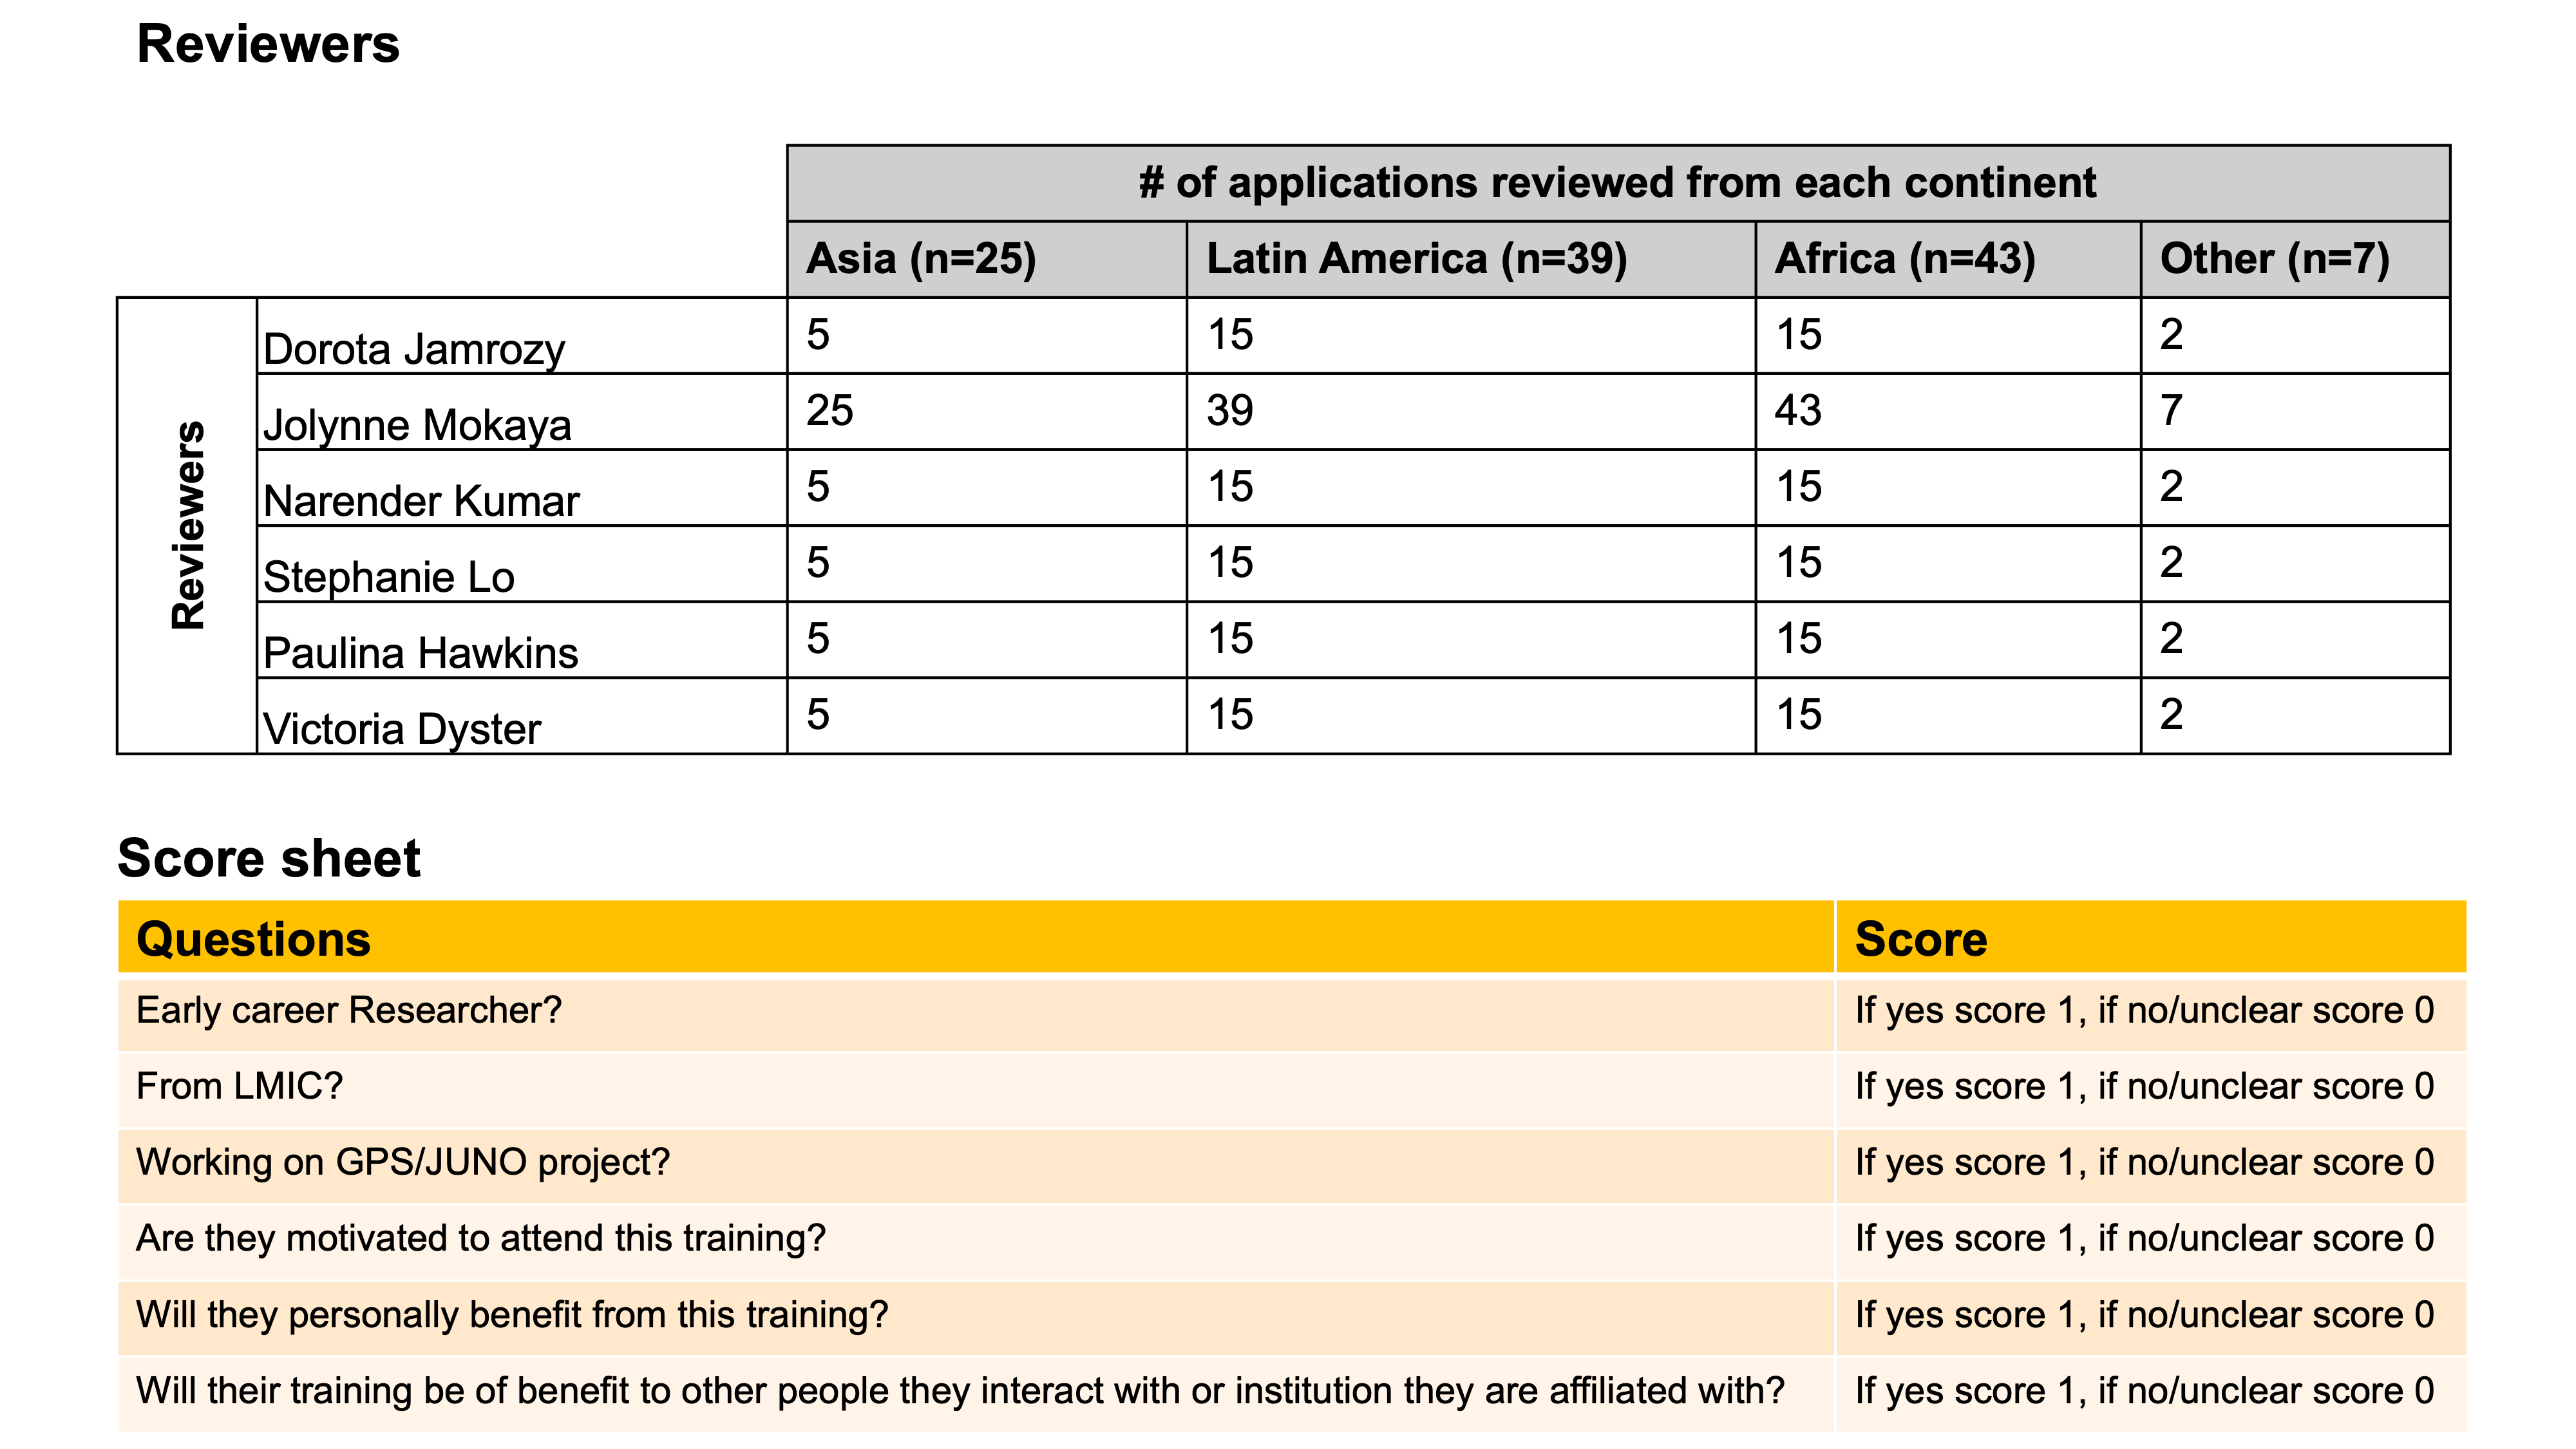 Reviewers
# of applications reviewed from each continent
Asia (n=25) Latin America (n=39) Africa (n=43) Other (n=7)
Reviewers
Dorota Jamrozy 5 15 15 2
Jolynne Mokaya 25 39 43 7
Narender Kumar 5 15 15 2
Stephanie Lo 5 15 15 2
Paulina Hawkins 5 15 15 2
Victoria Dyster 5 15 15 2
Score sheet
Questions Score
Early career Researcher? If yes score 1, if no/unclear score 0
From LMIC? If yes score 1, if no/unclear score 0
Working on GPS/JUNO project? If yes score 1, if no/unclear score 0
Are they motivated to attend this training? If yes score 1, if no/unclear score 0
Will they personally benefit from this training? If yes score 1, if no/unclear score 0
Will their training be of benefit to other people they interact with or institution they are affiliated with? If yes score 1, if no/unclear score 0